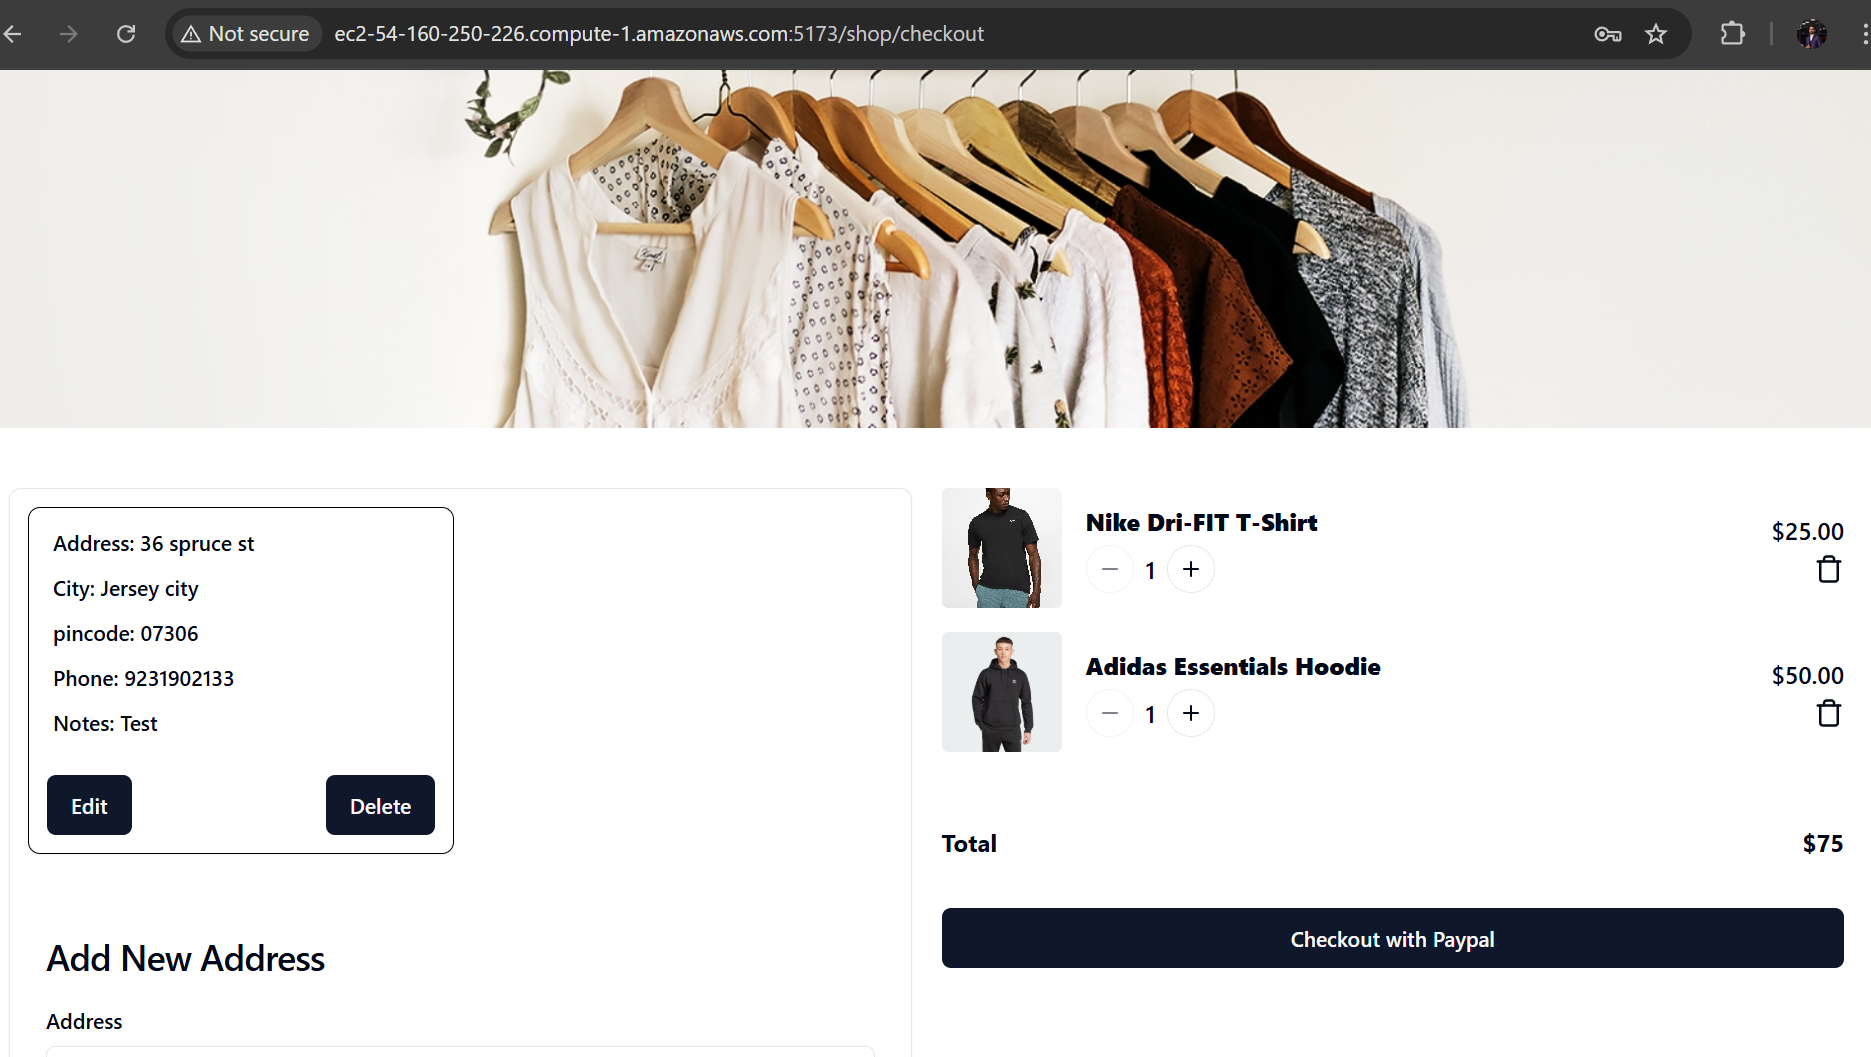 Not secure
ec2-54-160-250-226.compute-1.amazonaws.com:5173/shop/checkout
Address: 36 spruce st
City: Jersey city
pincode: 07306
Phone: 9231902133
Notes: Test
Edit
Delete
Add New Address
Address
Nike Dri-FIT T-Shirt
$25.00
1
Adidas Essentials Hoodie
$50.00
1
Total
$75
Checkout with Paypal